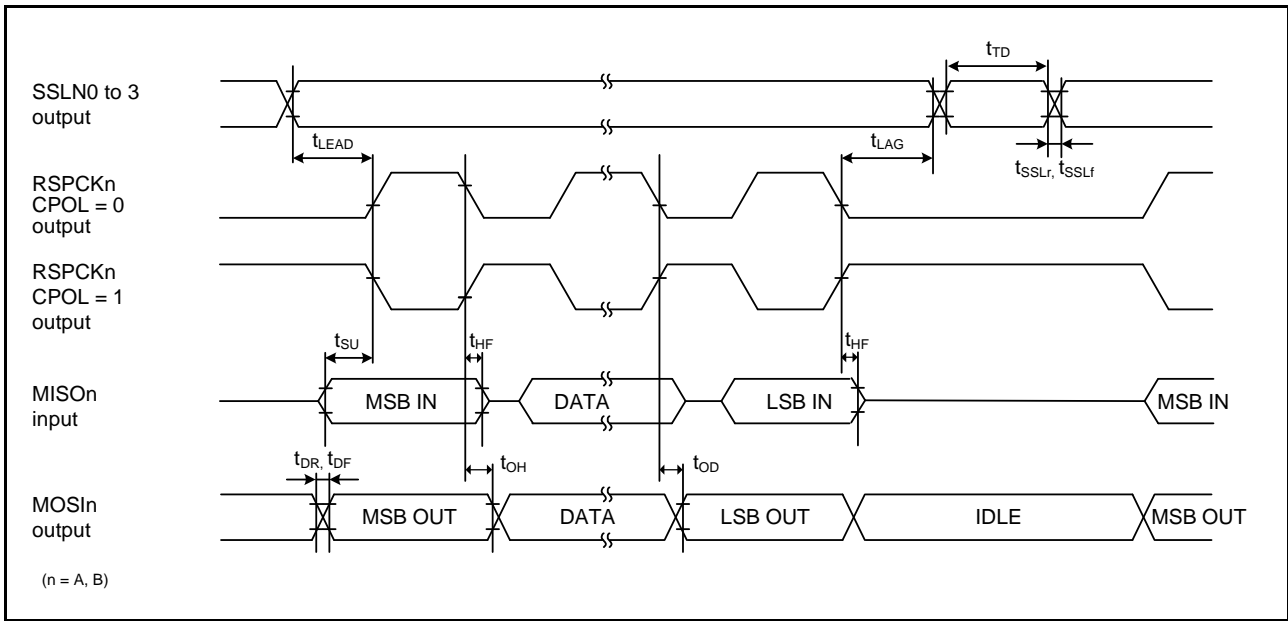 tTD
SSLN0 to 3
output
tLEAD
tLAG
tSSLr, tSSLf
RSPCKn
CPOL = 0
output
RSPCKn
CPOL = 1
output
tSU
tHF
tHF
MISOn
input
MSB IN
DATA
LSB IN
MSB IN
tDR, tDF
tOH
tOD
MOSIn
output
MSB OUT
DATA
LSB OUT
IDLE
MSB OUT
(n = A, B)